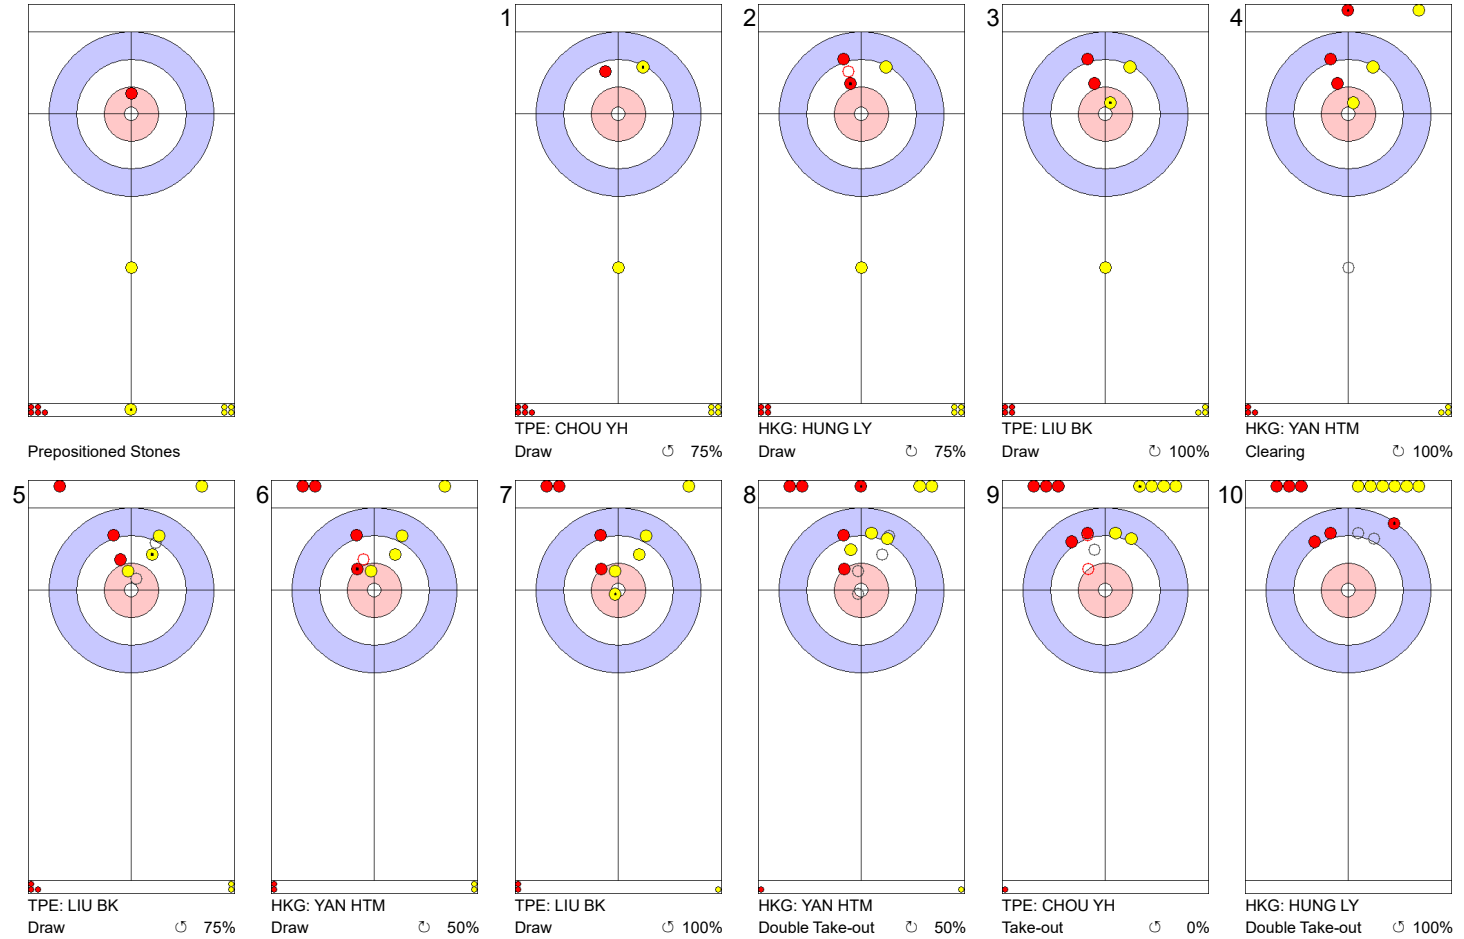 Prepositioned Stones
1
TPE: CHOU YH
Draw ↺ 75%
2
HKG: HUNG LY
Draw ↻ 75%
3
TPE: LIU BK
Draw ↻ 100%
4
HKG: YAN HTM
Clearing ↻ 100%
5
TPE: LIU BK
Draw ↺ 75%
6
HKG: YAN HTM
Draw ↻ 50%
7
TPE: LIU BK
Draw ↺ 100%
8
HKG: YAN HTM
Double Take-out ↻ 50%
9
TPE: CHOU YH
Take-out ↺ 0%
10
HKG: HUNG LY
Double Take-out ↺ 100%